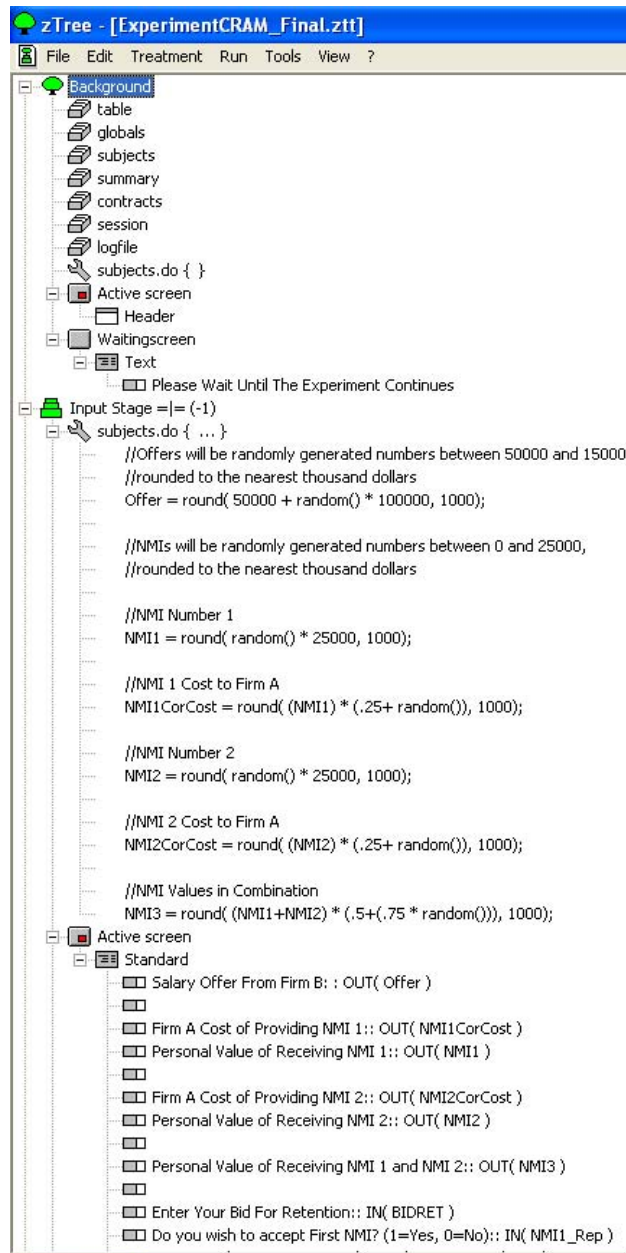 zTree - [ExperimentCRAM_Final.ztt]
File Edit Treatment Run Tools View ?
Background
table
globals
subjects
summary
contracts
session
logfile
subjects.do { }
Active screen
Header
Waitingscreen
Text
Please Wait Until The Experiment Continues
Input Stage =|= (-1)
subjects.do { ... }
//Offers will be randomly generated numbers between 50000 and 15000
//rounded to the nearest thousand dollars
Offer = round( 50000 + random() * 100000, 1000);
//NMIs will be randomly generated numbers between 0 and 25000,
//rounded to the nearest thousand dollars
//NMI Number 1
NMI1 = round( random() * 25000, 1000);
//NMI 1 Cost to Firm A
NMI1CorCost = round( (NMI1) * (.25+ random()), 1000);
//NMI Number 2
NMI2 = round( random() * 25000, 1000);
//NMI 2 Cost to Firm A
NMI2CorCost = round( (NMI2) * (.25+ random()), 1000);
//NMI Values in Combination
NMI3 = round( (NMI1+NMI2) * (.5+(.75 * random())), 1000);
Active screen
Standard
Salary Offer From Firm B: : OUT( Offer )
Firm A Cost of Providing NMI 1:: OUT( NMI1CorCost )
Personal Value of Receiving NMI 1:: OUT( NMI1 )
Firm A Cost of Providing NMI 2:: OUT( NMI2CorCost )
Personal Value of Receiving NMI 2:: OUT( NMI2 )
Personal Value of Receiving NMI 1 and NMI 2:: OUT( NMI3 )
Enter Your Bid For Retention:: IN( BIDRET )
Do you wish to accept First NMI? (1=Yes, 0=No):: IN( NMI1_Rep )